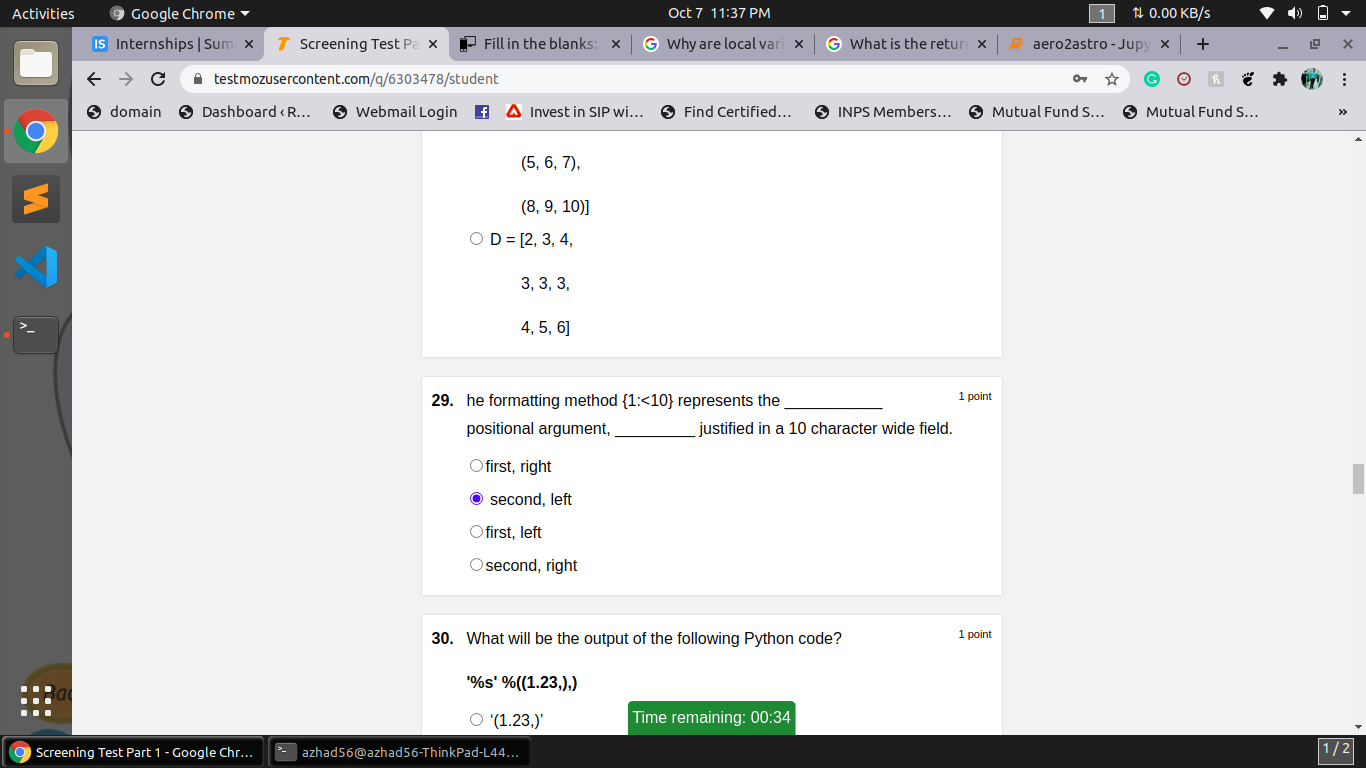 Activities
Google Chrome
Oct 7 11:37 PM
1
0.00 KB/s
IS Internships | Sum
Screening Test Pa
Fill in the blanks:
Why are local vari
What is the return
aero2astro - Jupy
testmozusercontent.com/q/6303478/student
domain
Dashboard ‹ R...
Webmail Login
Invest in SIP wi...
Find Certified...
INPS Members...
Mutual Fund S...
Mutual Fund S...
»
(5, 6, 7),
(8, 9, 10)]
D = [2, 3, 4,
3, 3, 3,
4, 5, 6]
29. he formatting method {1:<10} represents the ___________ 1 point
positional argument, _________ justified in a 10 character wide field.
first, right
second, left
first, left
second, right
30. What will be the output of the following Python code? 1 point
'%s' %((1.23,),)
‘(1.23,)’
Time remaining: 00:34
Bac
Screening Test Part 1 - Google Chr...
azhad56@azhad56-ThinkPad-L44...
1 / 2